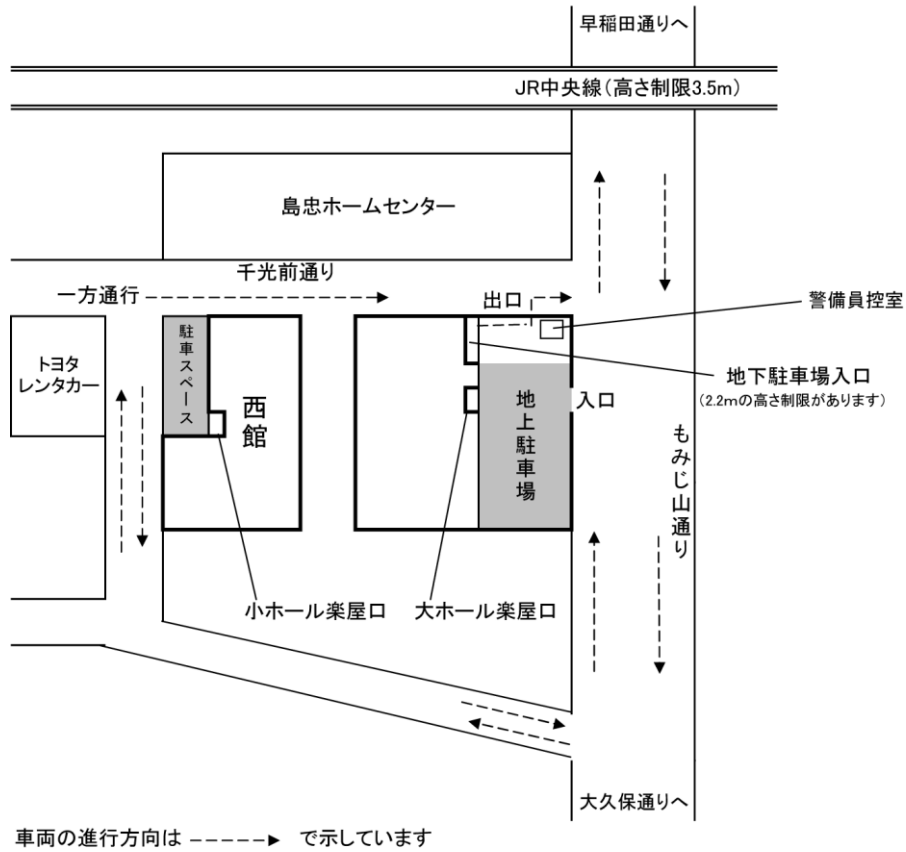 早稲田通りへ
JR中央線(高さ制限3.5m)
島忠ホームセンター
千光前通り
一方通行
出口
警備員控室
トヨタ
レンタカー
駐車スペース
西館
地下駐車場入口
(2.2mの高さ制限があります)
入口
地上駐車場
もみじ山通り
小ホール楽屋口
大ホール楽屋口
大久保通りへ
車両の進行方向は
で示しています